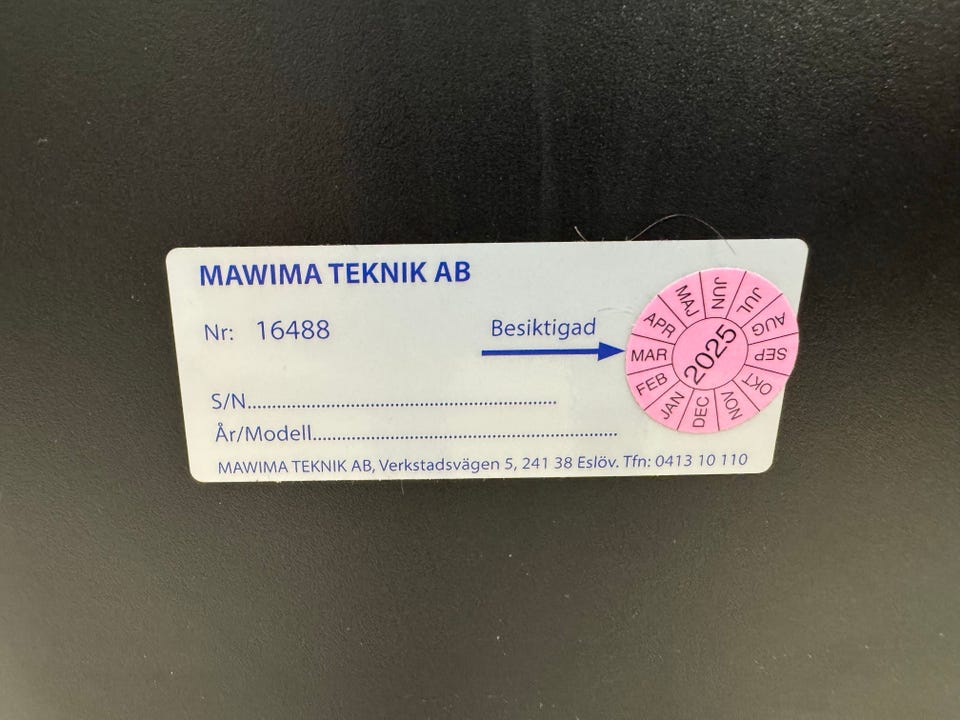 MAWIMA TEKNIK AB
Nr: 16488
Besiktigad
S/N..........................................................
År/Modell..........................................................
MAWIMA TEKNIK AB, Verkstadsvägen 5, 241 38 Eslöv. Tfn: 0413 10 110
JAN
FEB
MAR
APR
MAJ
JUN
JUL
AUG
SEP
OKT
NOV
DEC
2025